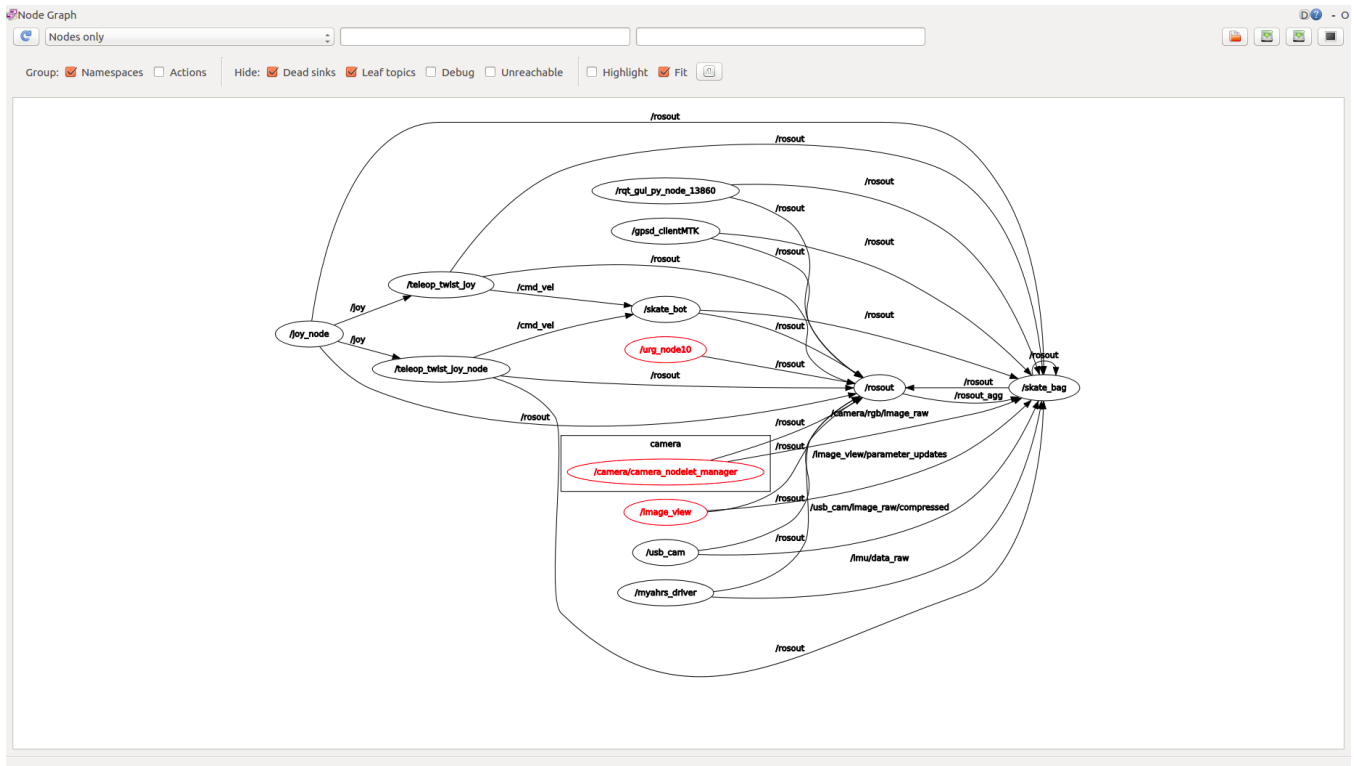 Node Graph
D ? - O
Nodes only
Group: Namespaces Actions Hide: Dead sinks Leaf topics Debug Unreachable Highlight Fit
/rosout
/rosout
/rqt_gui_py_node_13860
/rosout
/rosout
/gpsd_clientMTK
/rosout
/rosout
/rosout
/teleop_twist_joy
/cmd_vel
/joy
/skate_bot
/rosout
/cmd_vel
/rosout
/joy_node
/joy
/urg_node10
/rosout
/rosout
/teleop_twist_joy_node
/rosout
/rosout
/rosout
/skate_bag
/rosout_agg
/rosout
/camera/rgb/image_raw
/rosout
camera
/rosout
/image_view/parameter_updates
/camera/camera_nodelet_manager
/rosout
/image_view
/usb_cam/image_raw/compressed
/rosout
/usb_cam
/imu/data_raw
/myahrs_driver
/rosout